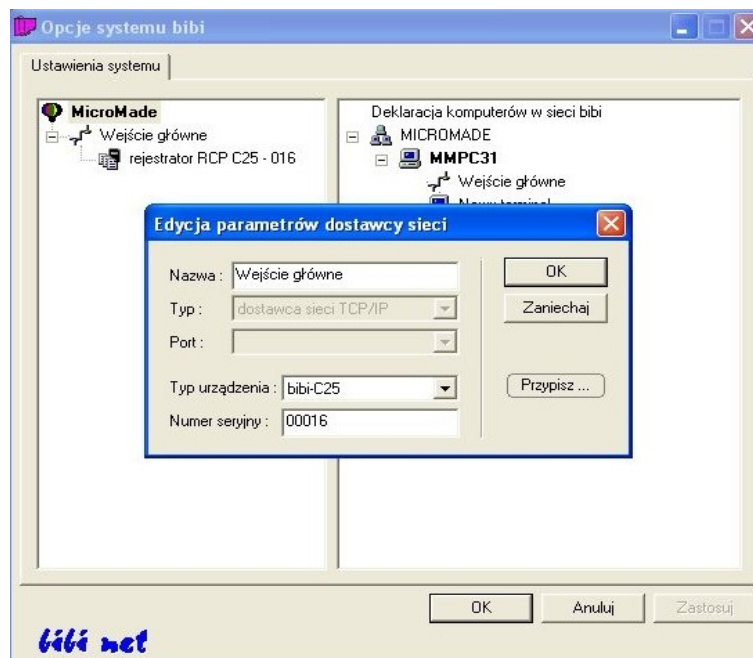 Opcje systemu bibi
Ustawienia systemu
MicroMade
Wejście główne
rejestrator RCP C25 - 016
Deklaracja komputerów w sieci bibi
MICROMADE
MMPC31
Wejście główne
Nowy terminal
Edycja parametrów dostawcy sieci
Nazwa : Wejście główne
Typ : dostawca sieci TCP/IP
Port :
Typ urządzenia : bibi-C25
Numer seryjny : 00016
OK
Zaniechaj
Przypisz ...
OK Anuluj Zastosuj
bibi net